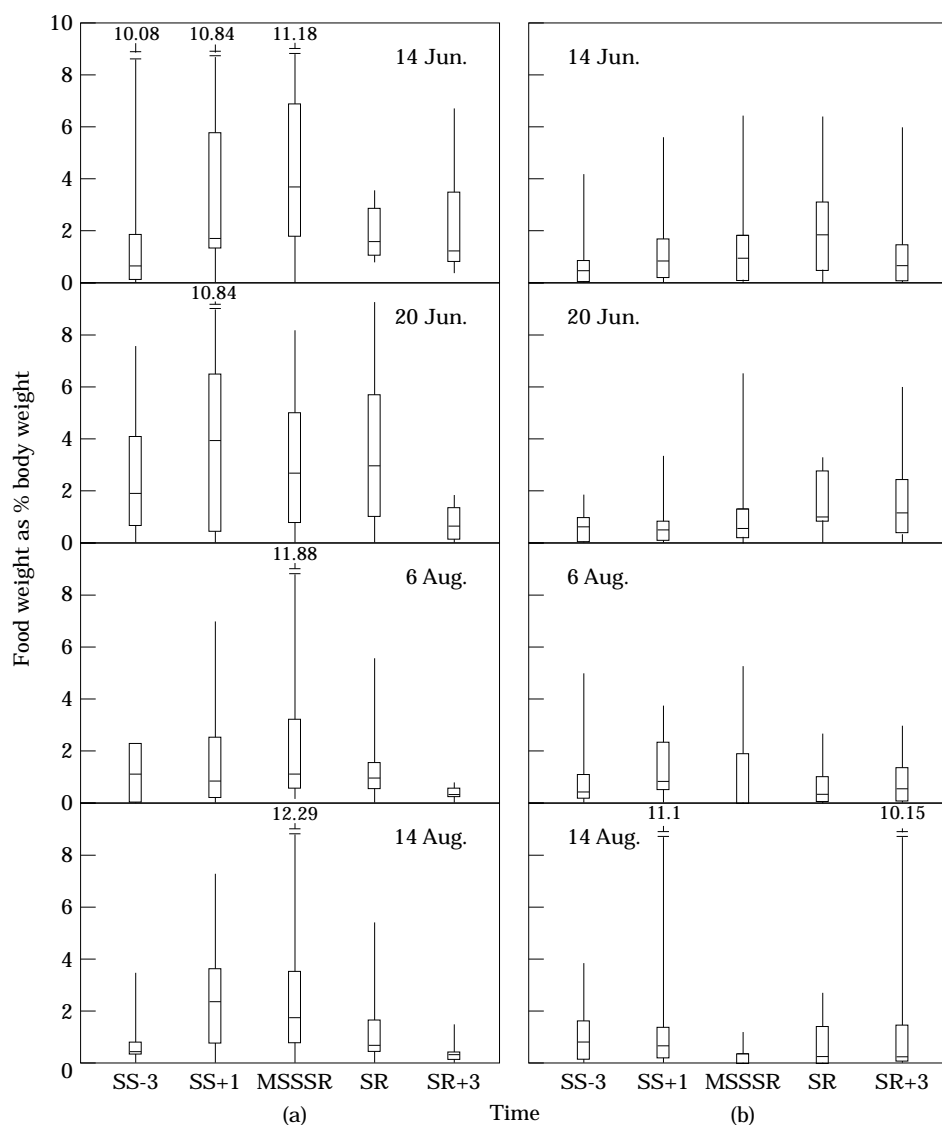 Food weight as % body weight
10
8
6
4
2
0
10.08
10.84
11.18
14 Jun.
14 Jun.
8
6
4
2
0
10.84
20 Jun.
20 Jun.
8
6
4
2
0
11.88
6 Aug.
6 Aug.
8
6
4
2
0
12.29
14 Aug.
14 Aug.
11.1
10.15
SS-3 SS+1 MSSSR SR SR+3
SS-3 SS+1 MSSSR SR SR+3
(a)
Time
(b)